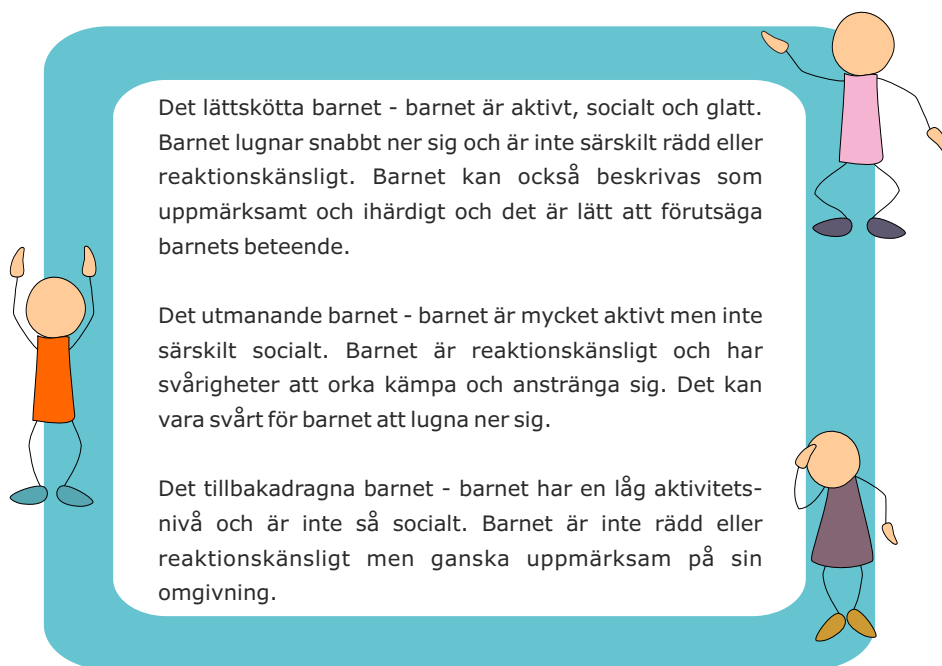 Det lättskötta barnet - barnet är aktivt, socialt och glatt.
Barnet lugnar snabbt ner sig och är inte särskilt rädd eller
reaktionskänsligt. Barnet kan också beskrivas som
uppmärksamt och ihärdigt och det är lätt att förutsäga
barnets beteende.
Det utmanande barnet - barnet är mycket aktivt men inte
särskilt socialt. Barnet är reaktionskänsligt och har
svårigheter att orka kämpa och anstränga sig. Det kan
vara svårt för barnet att lugna ner sig.
Det tillbakadragna barnet - barnet har en låg aktivitets-
nivå och är inte så socialt. Barnet är inte rädd eller
reaktionskänsligt men ganska uppmärksam på sin
omgivning.